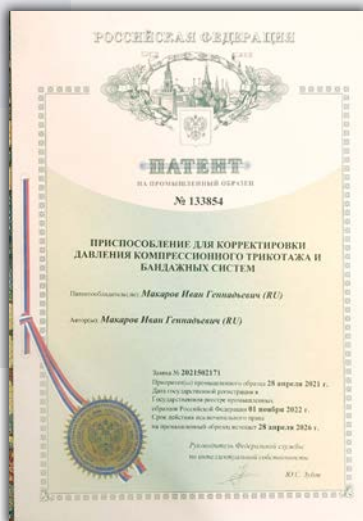 РОССИЙСКАЯ ФЕДЕРАЦИЯ
ПАТЕНТ
НА ПРОМЫШЛЕННЫЙ ОБРАЗЕЦ
№ 133854
ПРИСПОСОБЛЕНИЕ ДЛЯ КОРРЕКТИРОВКИ
ДАВЛЕНИЯ КОМПРЕССИОННОГО ТРИКОТАЖА И
БАНДАЖНЫХ СИСТЕМ
Патентообладатель: Макаров Иван Геннадьевич (RU)
Автор(ы): Макаров Иван Геннадьевич (RU)
Заявка № 2021502171
Приоритет(ы) промышленного образца 28 апреля 2021 г.
Дата государственной регистрации в
Государственном реестре промышленных
образцов Российской Федерации 01 ноября 2022 г.
Срок действия исключительного права
на промышленный образец истекает 28 апреля 2026 г.
Руководитель Федеральной службы
по интеллектуальной собственности
Ю.С. Зубов